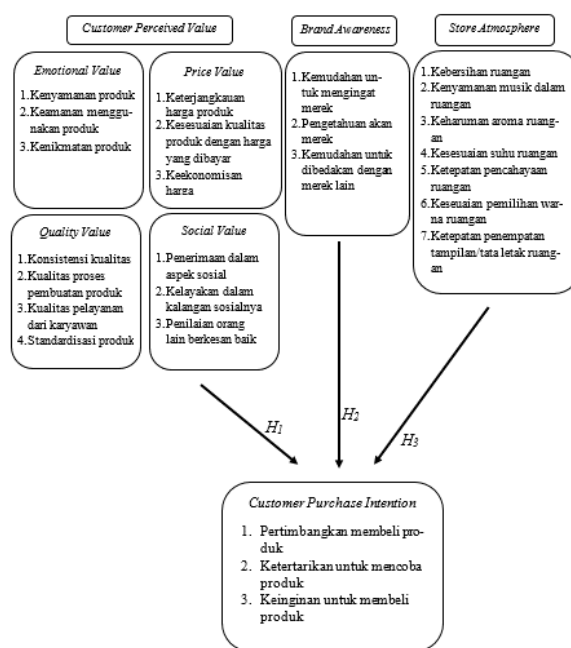 Customer Perceived Value
Emotional Value
1.Kenyamanan produk
2.Keamanan menggu-
nakan produk
3.Kenikmatan produk
Price Value
1.Keterjangkauan
harga produk
2.Kesesuaian kualitas
produk dengan harga
yang dibayar
3.Keekonomisan
harga
Quality Value
1.Konsistensi kualitas
2.Kualitas proses
pembuatan produk
3.Kualitas pelayanan
dari karyawan
4.Standardisasi produk
Social Value
1.Penerimaan dalam
aspek sosial
2.Kelayakan dalam
kalangan sosialnya
3.Penilaian orang
lain berkesan baik
Brand Awareness
1.Kemudahan un-
tuk mengingat
merek
2.Pengetahuan akan
merek
3.Kemudahan untuk
dibedakan dengan
merek lain
Store Atmosphere
1.Kebersihan ruangan
2.Kenyamanan musik dalam
ruangan
3.Keharuman aroma ruang-
an
4.Kesesuaian suhu ruangan
5.Ketepatan pencahayaan
ruangan
6.Keseuaian pemilihan war-
na ruangan
7.Ketepatan penempatan
tampilan/tata letak ruang-
an
H1
H2
H3
Customer Purchase Intention
1. Pertimbangkan membeli pro-
duk
2. Ketertarikan untuk mencoba
produk
3. Keinginan untuk membeli
produk